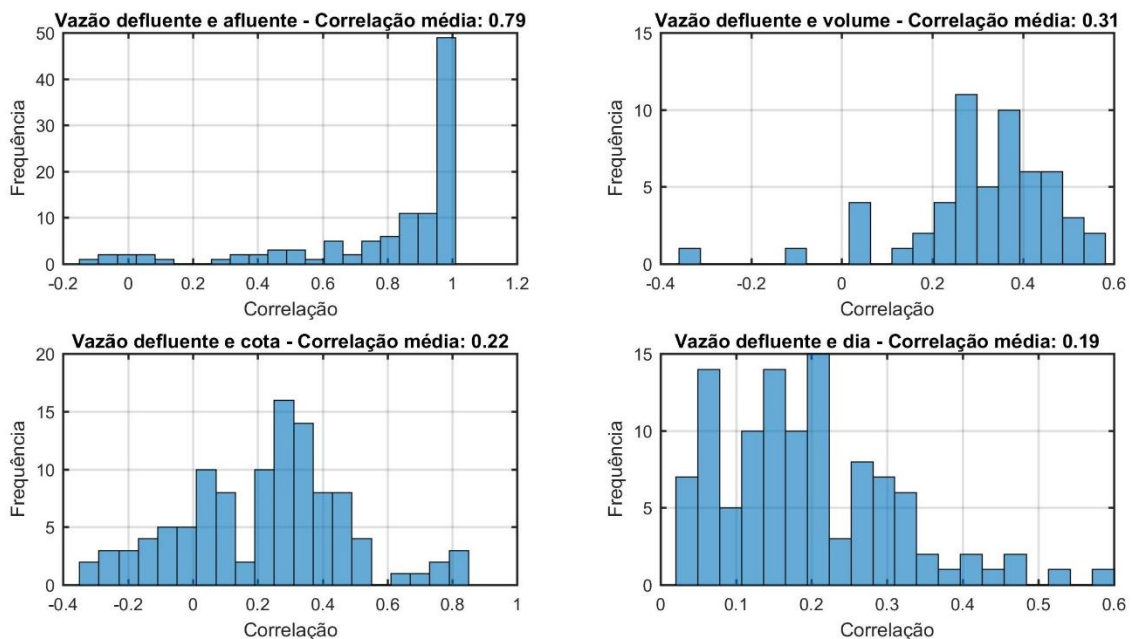 Vazão defluente e afluente - Correlação média: 0.79
50
40
30
20
10
0
Frequência
-0.2 0 0.2 0.4 0.6 0.8 1 1.2
Correlação
Vazão defluente e volume - Correlação média: 0.31
15
10
5
0
Frequência
-0.4 -0.2 0 0.2 0.4 0.6
Correlação
Vazão defluente e cota - Correlação média: 0.22
20
15
10
5
0
Frequência
-0.4 -0.2 0 0.2 0.4 0.6 0.8 1
Correlação
Vazão defluente e dia - Correlação média: 0.19
15
10
5
0
Frequência
0 0.1 0.2 0.3 0.4 0.5 0.6
Correlação